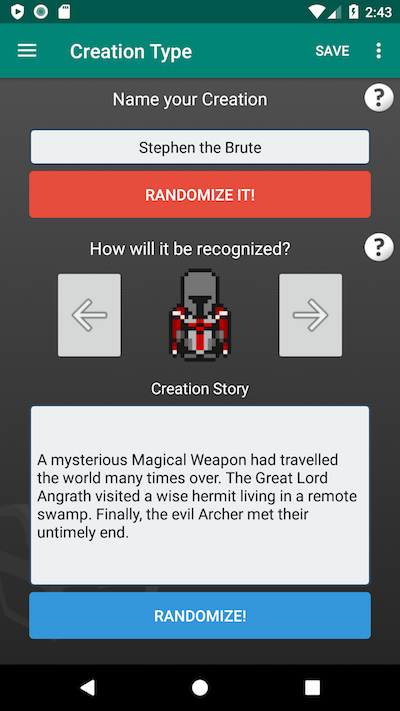 2:43
Creation Type
SAVE
Name your Creation
?
Stephen the Brute
RANDOMIZE IT!
How will it be recognized?
?
Creation Story
A mysterious Magical Weapon had travelled
the world many times over. The Great Lord
Angrath visited a wise hermit living in a remote
swamp. Finally, the evil Archer met their
untimely end.
RANDOMIZE!